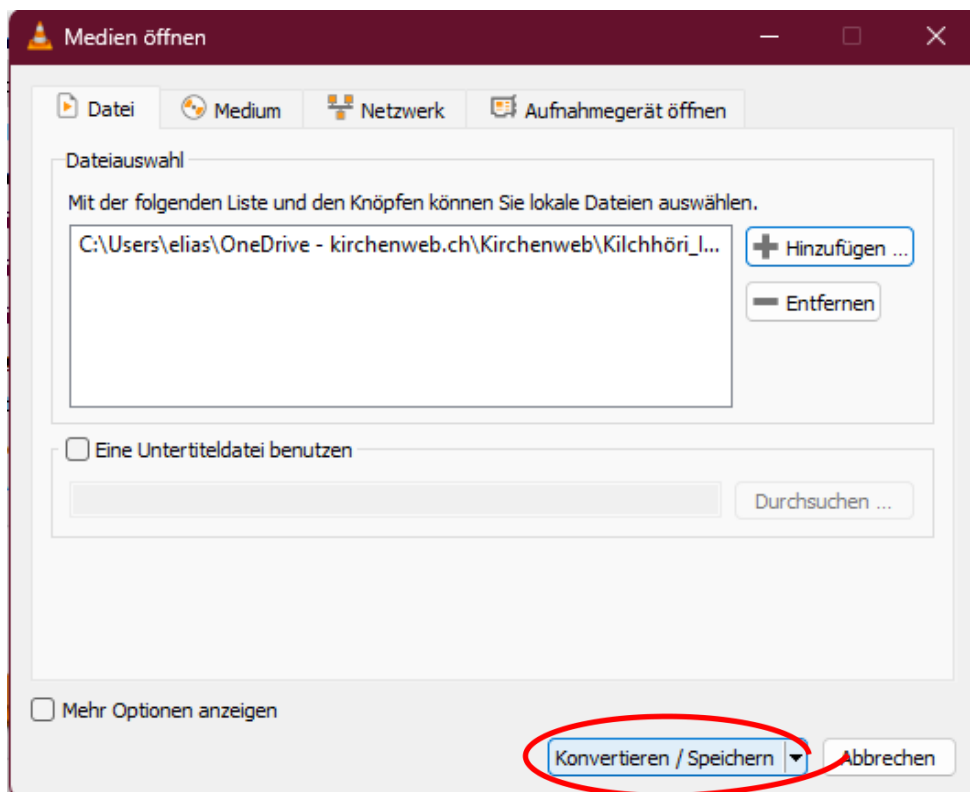 Medien öffnen
Datei Medium Netzwerk Aufnahmegerät öffnen
Dateiauswahl
Mit der folgenden Liste und den Knöpfen können Sie lokale Dateien auswählen.
C:\Users\elias\OneDrive - kirchenweb.ch\Kirchenweb\Kilchhöri_l...
Hinzufügen ...
Entfernen
Eine Untertiteldatei benutzen
Durchsuchen ...
Mehr Optionen anzeigen
Konvertieren / Speichern Abbrechen